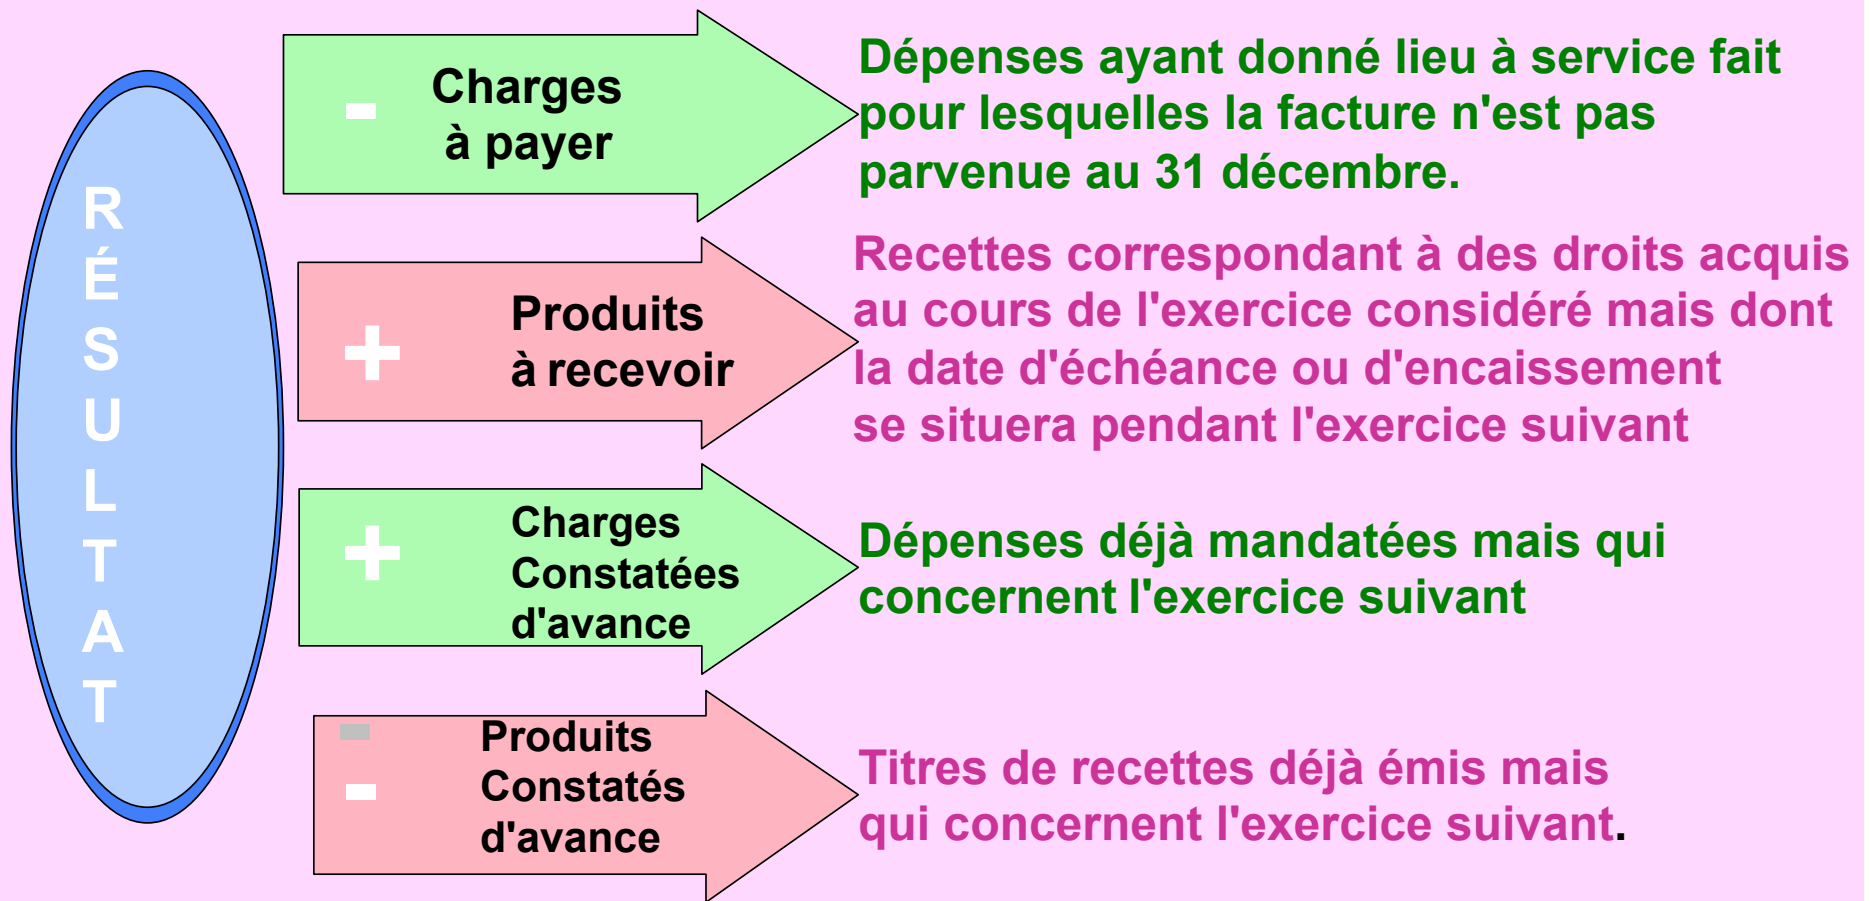 RÉSULTAT
- Charges
à payer
Dépenses ayant donné lieu à service fait
pour lesquelles la facture n'est pas
parvenue au 31 décembre.
+ Produits
à recevoir
Recettes correspondant à des droits acquis
au cours de l'exercice considéré mais dont
la date d'échéance ou d'encaissement
se situera pendant l'exercice suivant
+ Charges
Constatées
d'avance
Dépenses déjà mandatées mais qui
concernent l'exercice suivant
- Produits
- Constatés
d'avance
Titres de recettes déjà émis mais
qui concernent l'exercice suivant.